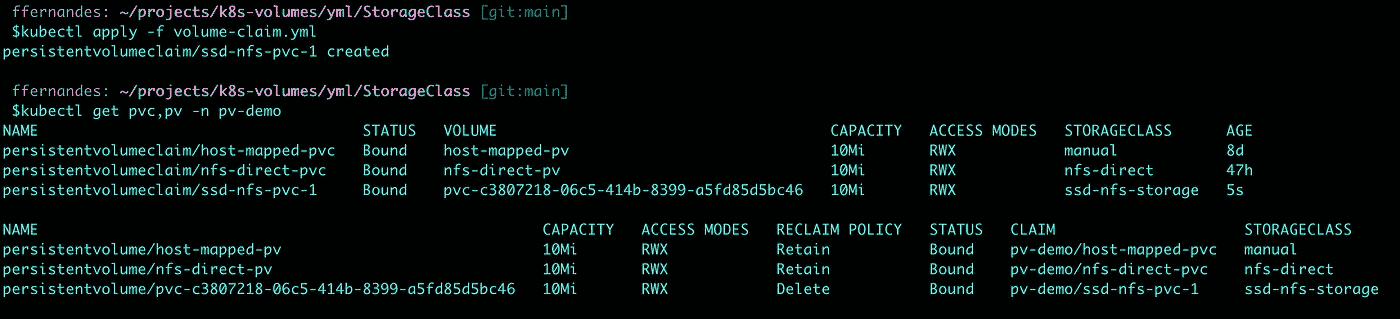 ffernandes: ~/projects/k8s-volumes/yml/StorageClass [git:main]
$kubectl apply -f volume-claim.yml
persistentvolumeclaim/ssd-nfs-pvc-1 created
ffernandes: ~/projects/k8s-volumes/yml/StorageClass [git:main]
$kubectl get pvc,pv -n pv-demo
NAME STATUS VOLUME CAPACITY ACCESS MODES STORAGECLASS AGE
persistentvolumeclaim/host-mapped-pvc Bound host-mapped-pv 10Mi RWX manual 8d
persistentvolumeclaim/nfs-direct-pvc Bound nfs-direct-pv 10Mi RWX nfs-direct 47h
persistentvolumeclaim/ssd-nfs-pvc-1 Bound pvc-c3807218-06c5-414b-8399-a5fd85d5bc46 10Mi RWX ssd-nfs-storage 5s
NAME CAPACITY ACCESS MODES RECLAIM POLICY STATUS CLAIM STORAGECLASS
persistentvolume/host-mapped-pv 10Mi RWX Retain Bound pv-demo/host-mapped-pvc manual
persistentvolume/nfs-direct-pv 10Mi RWX Retain Bound pv-demo/nfs-direct-pvc nfs-direct
persistentvolume/pvc-c3807218-06c5-414b-8399-a5fd85d5bc46 10Mi RWX Delete Bound pv-demo/ssd-nfs-pvc-1 ssd-nfs-storage